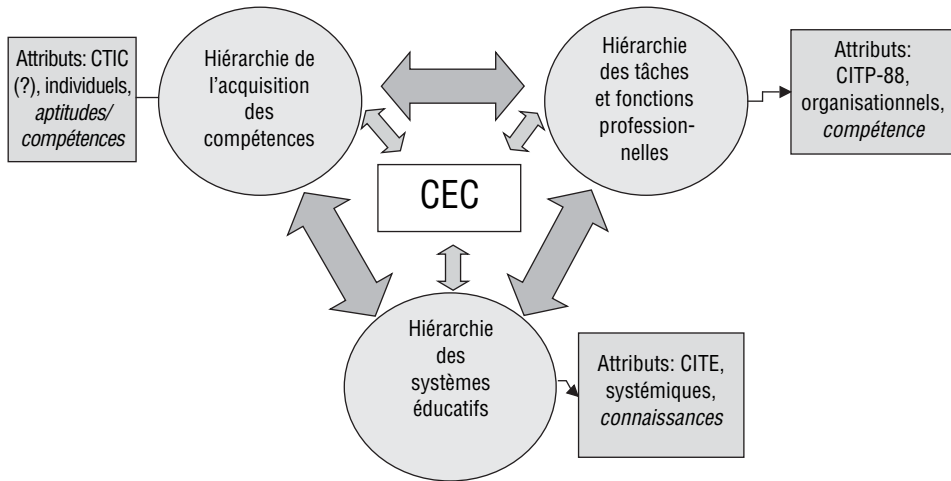 Attributs: CTIC
(?), individuels,
aptitudes/
compétences
Hiérarchie de
l’acquisition
des
compétences
Hiérarchie
des tâches
et fonctions
profession-
nelles
Attributs:
CITP-88,
organisationnels,
compétence
CEC
Hiérarchie
des
systèmes
éducatifs
Attributs: CITE,
systémiques,
connaissances